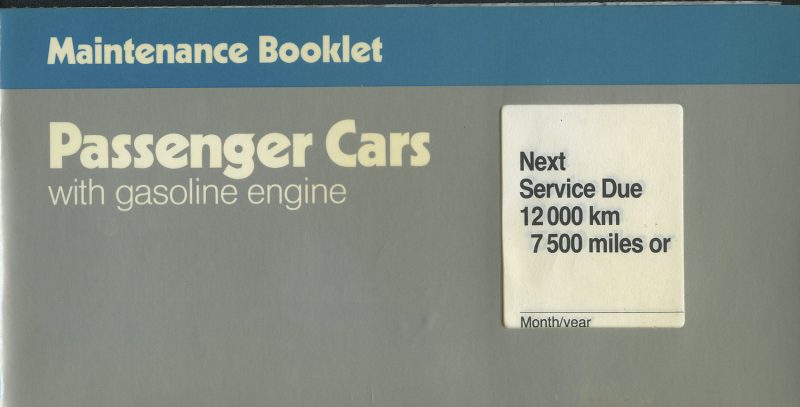 Maintenance Booklet
Passenger Cars
with gasoline engine
Next
Service Due
12 000 km
7 500 miles or
Month/year